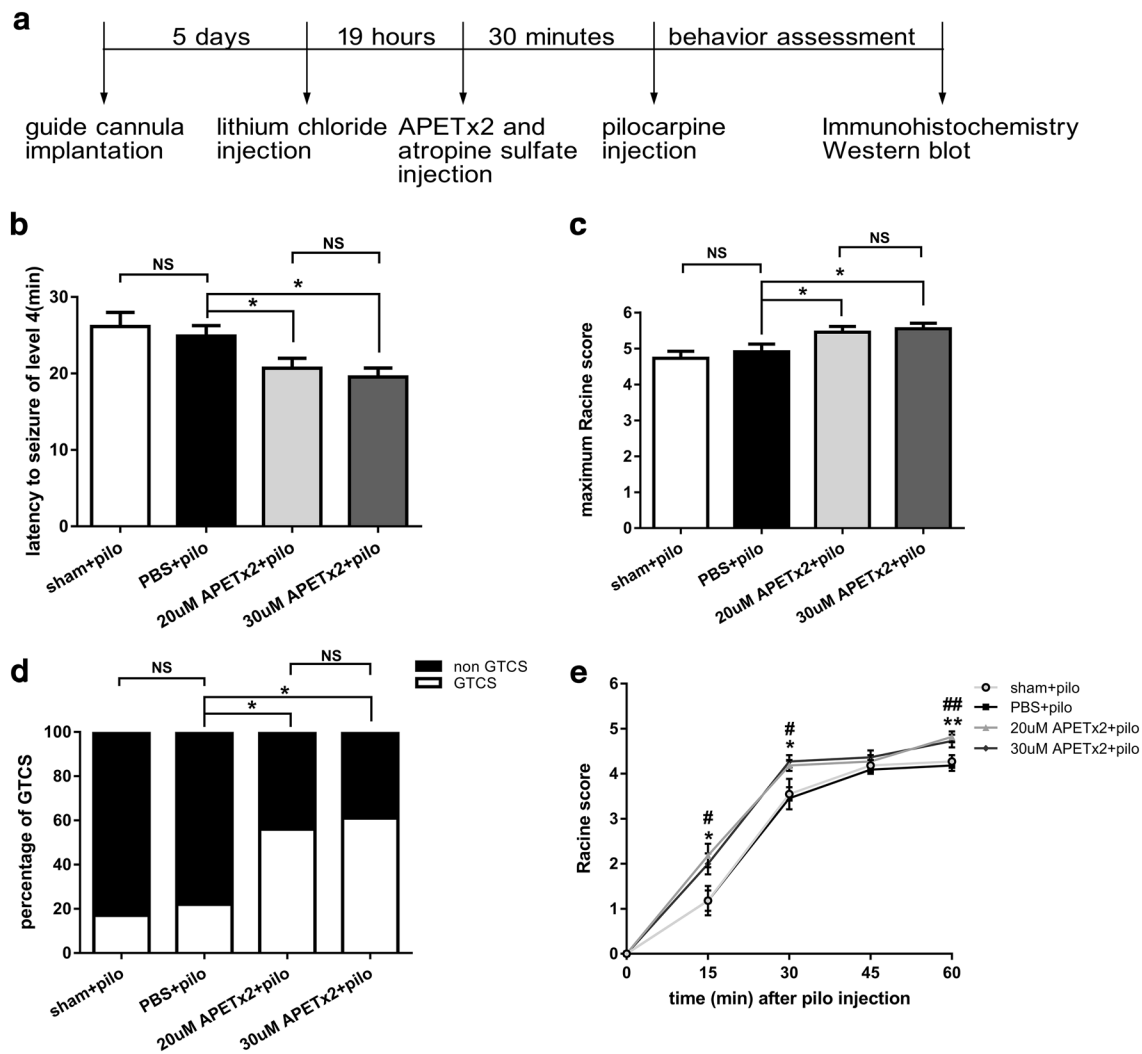 a
5 days
19 hours
30 minutes
behavior assessment
guide cannula
implantation
lithium chloride
injection
APETx2 and
atropine sulfate
injection
pilocarpine
injection
Immunohistochemistry
Western blot
b
latency to seizure of level 4(min)
30
20
10
0
NS
NS
*
*
sham+pilo
PBS+pilo
20uM APETx2+pilo
30uM APETx2+pilo
c
maximum Racine score
6
5
4
3
2
1
0
NS
NS
*
*
sham+pilo
PBS+pilo
20uM APETx2+pilo
30uM APETx2+pilo
d
percentage of GTCS
100
80
60
40
20
0
NS
NS
*
*
non GTCS
GTCS
sham+pilo
PBS+pilo
20uM APETx2+pilo
30uM APETx2+pilo
e
Racine score
6
5
4
3
2
1
0
#
*
#
*
##
**
sham+pilo
PBS+pilo
20uM APETx2+pilo
30uM APETx2+pilo
0
15
30
45
60
time (min) after pilo injection